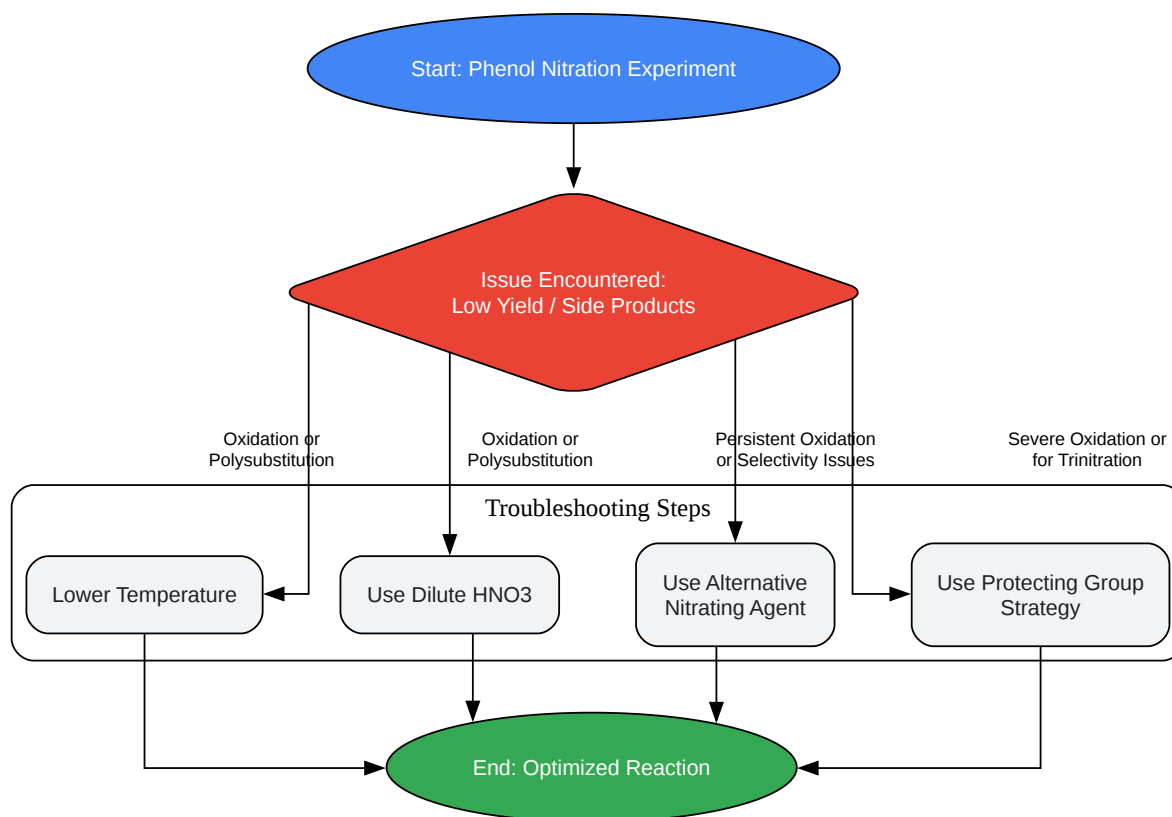 Start: Phenol Nitration Experiment
Issue Encountered:
Low Yield / Side Products
Oxidation or
Polysubstitution
Oxidation or
Polysubstitution
Persistent Oxidation
or Selectivity Issues
Severe Oxidation or
for Trinitration
Troubleshooting Steps
Lower Temperature
Use Dilute HNO3
Use Alternative
Nitrating Agent
Use Protecting Group
Strategy
End: Optimized Reaction